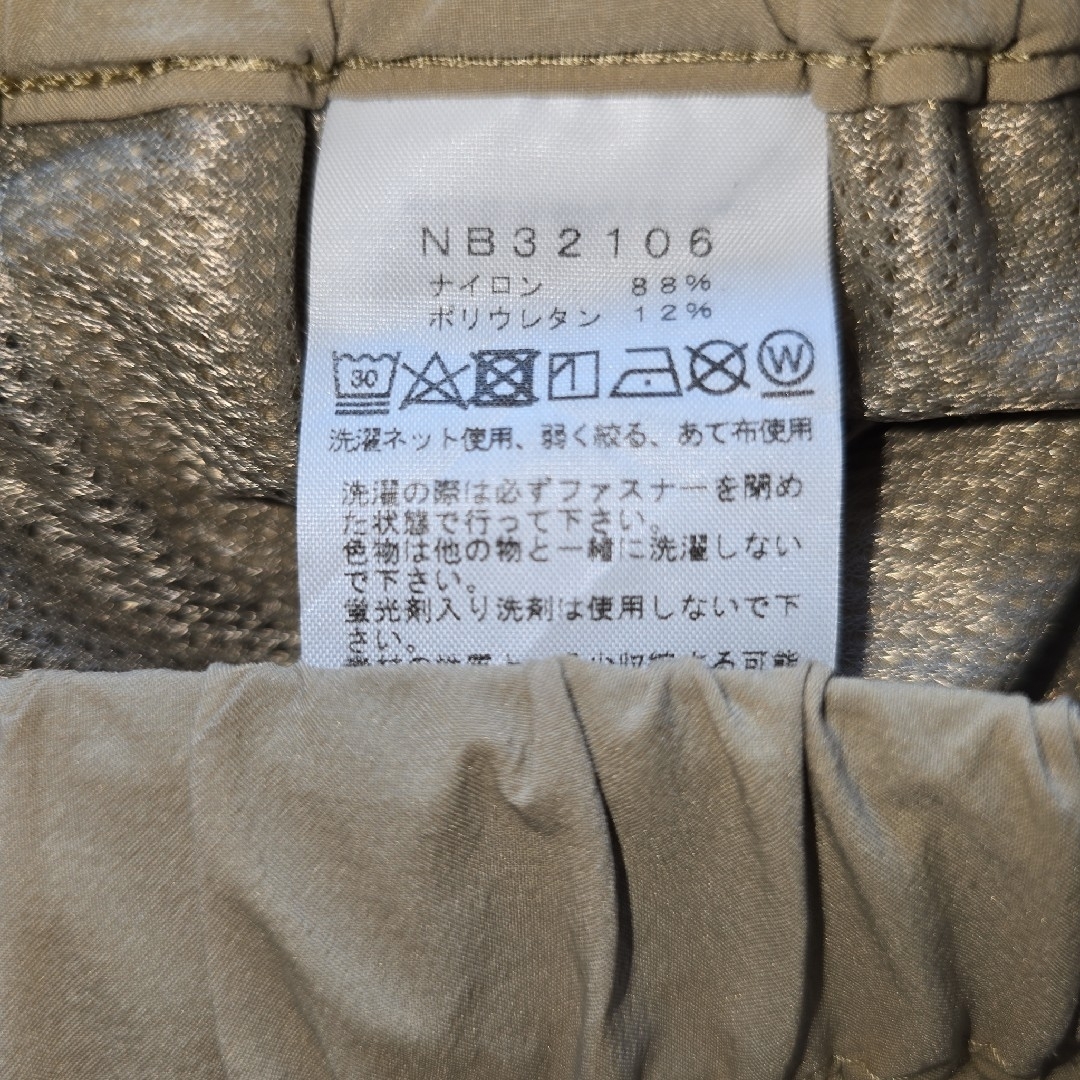 NB32106
ナイロン 88%
ポリウレタン 12%
30 W
洗濯ネット使用、弱く絞る、あて布使用
洗濯の際は必ずファスナーを閉め
た状態で行って下さい。
色物は他の物と一緒に洗濯しない
で下さい。
蛍光剤入り洗剤は使用しないで下
さい。